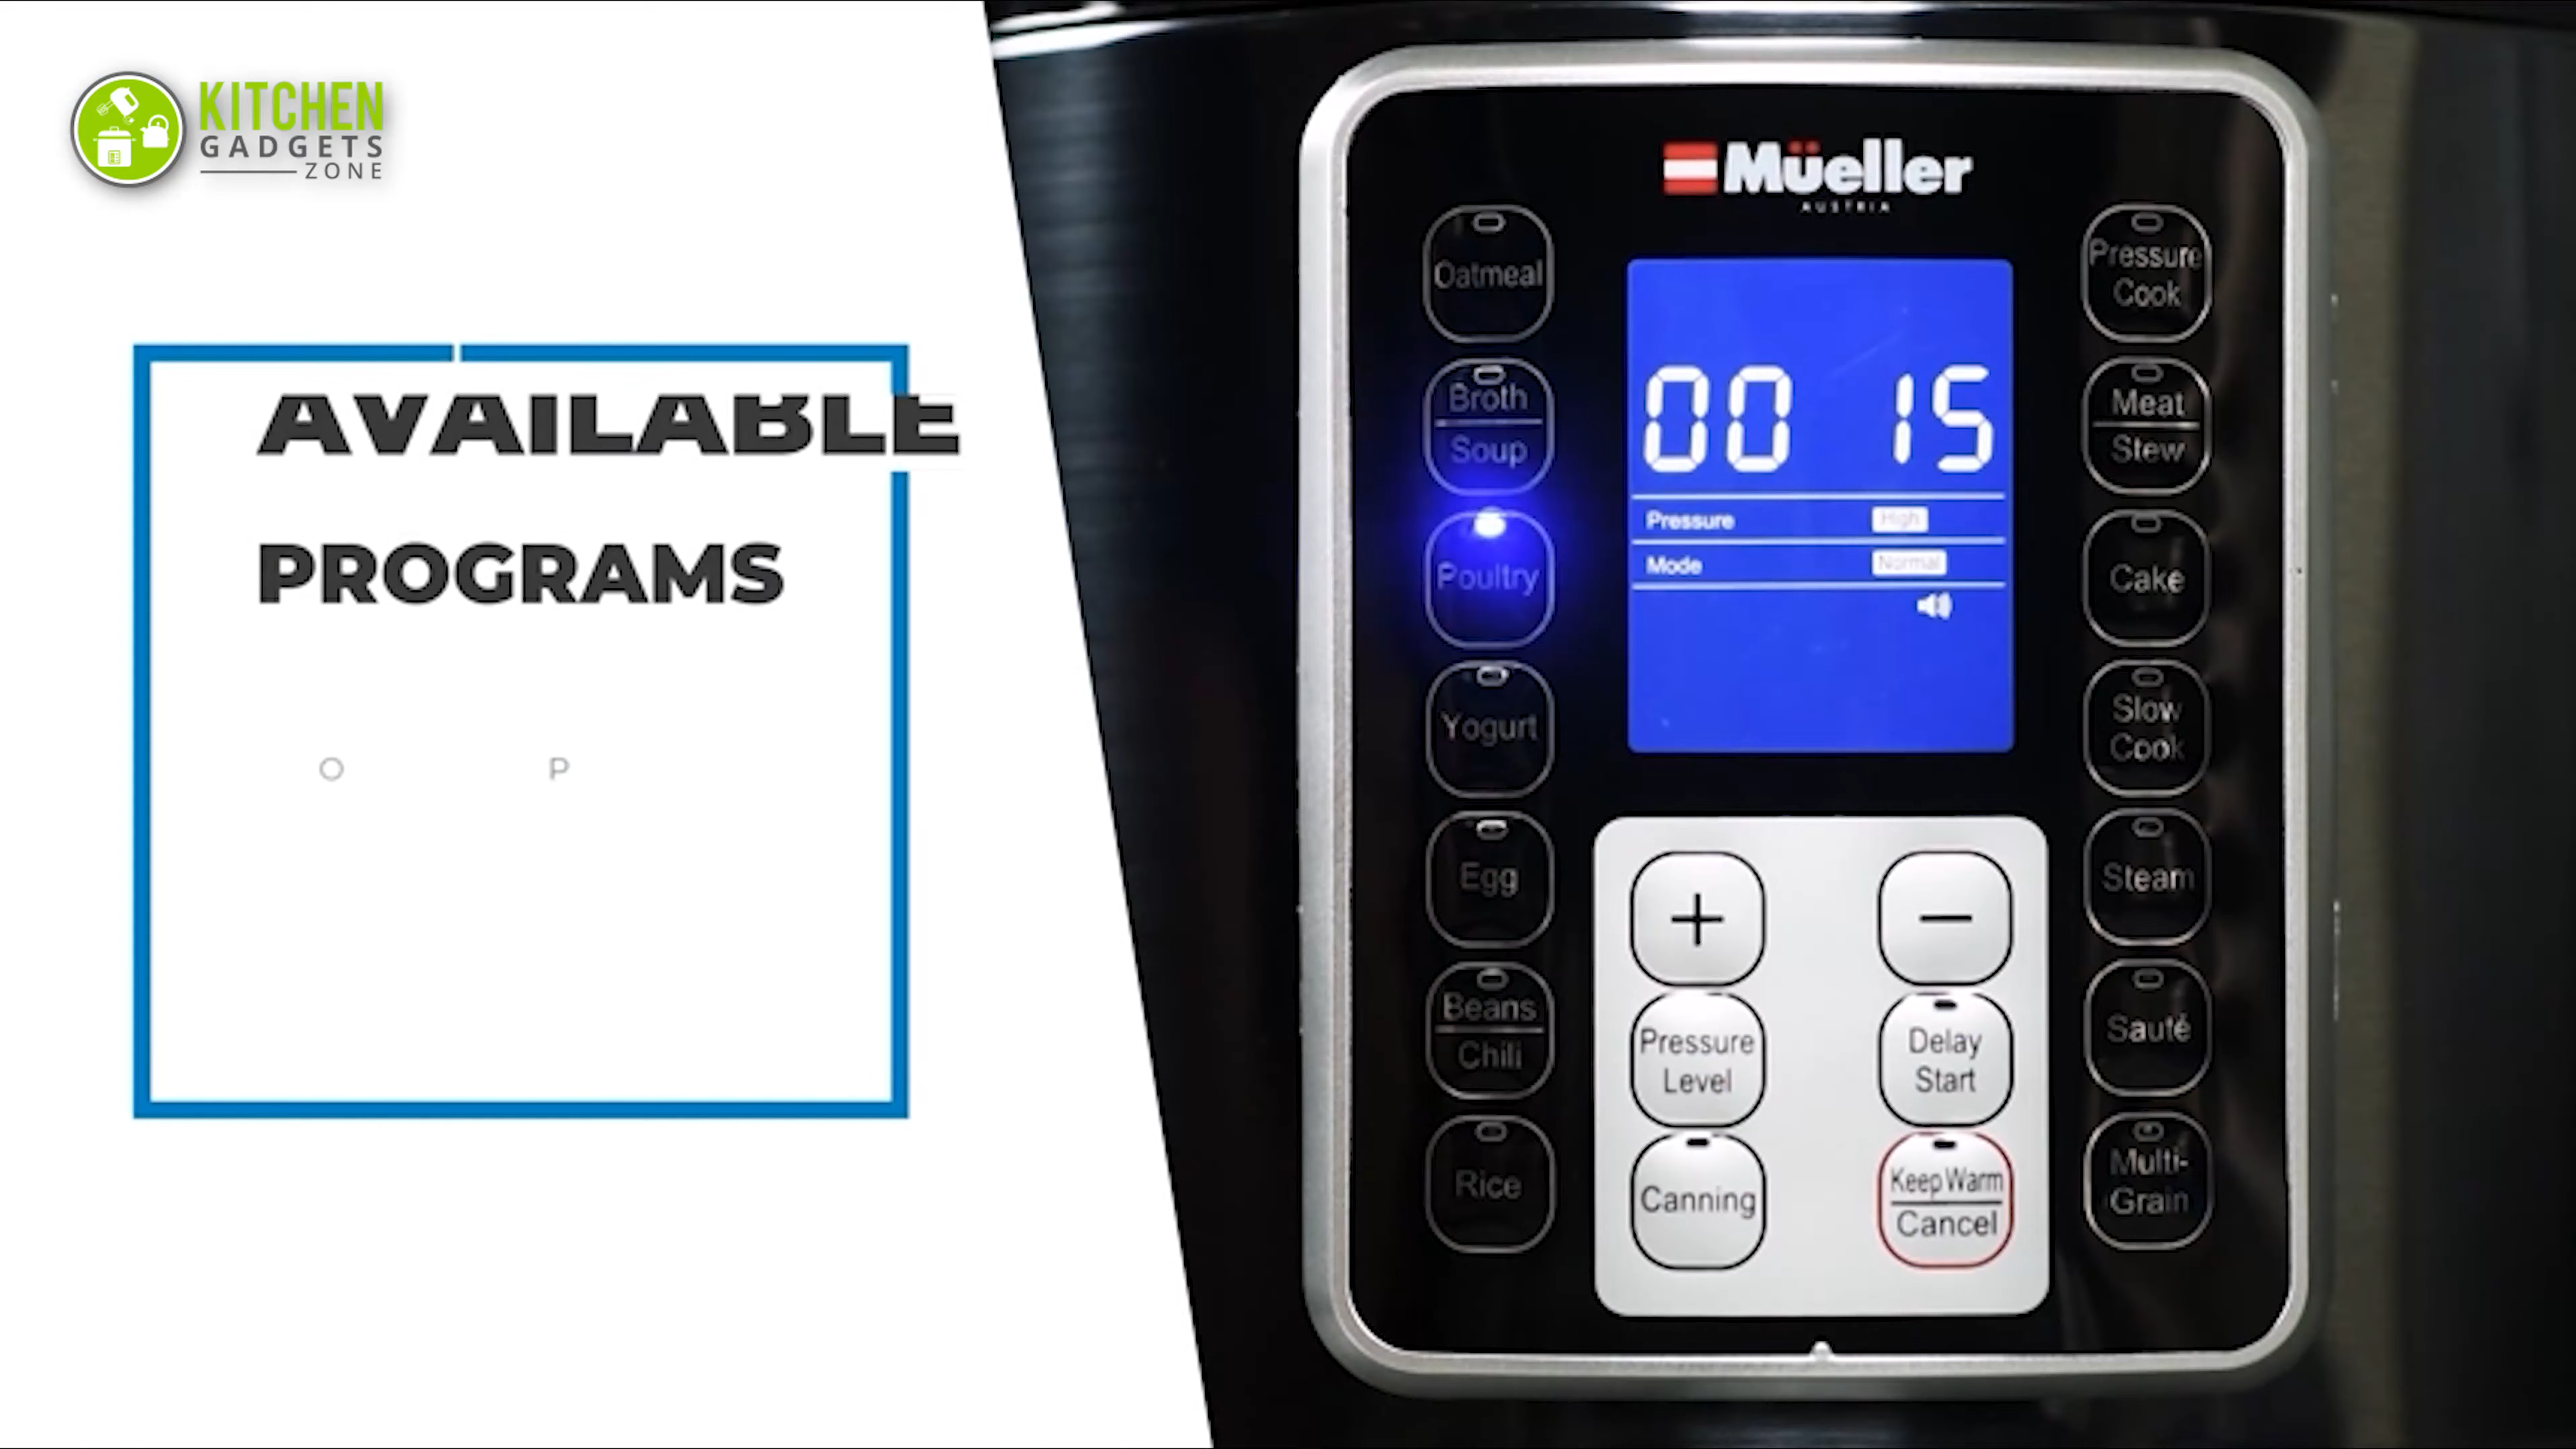 KITCHEN
GADGETS
ZONE
AVAILABLE
PROGRAMS
O P
Müeller
AUSTRIA
Oatmeal
Broth
Soup
Poultry
Yogurt
Egg
Beans
Chili
Rice
00 15
Pressure High
Mode Normal
+ −
Pressure
Level
Delay
Start
Canning
Keep Warm
Cancel
Pressure
Cook
Meat
Stew
Cake
Slow
Cook
Steam
Sauté
Multi-
Grain